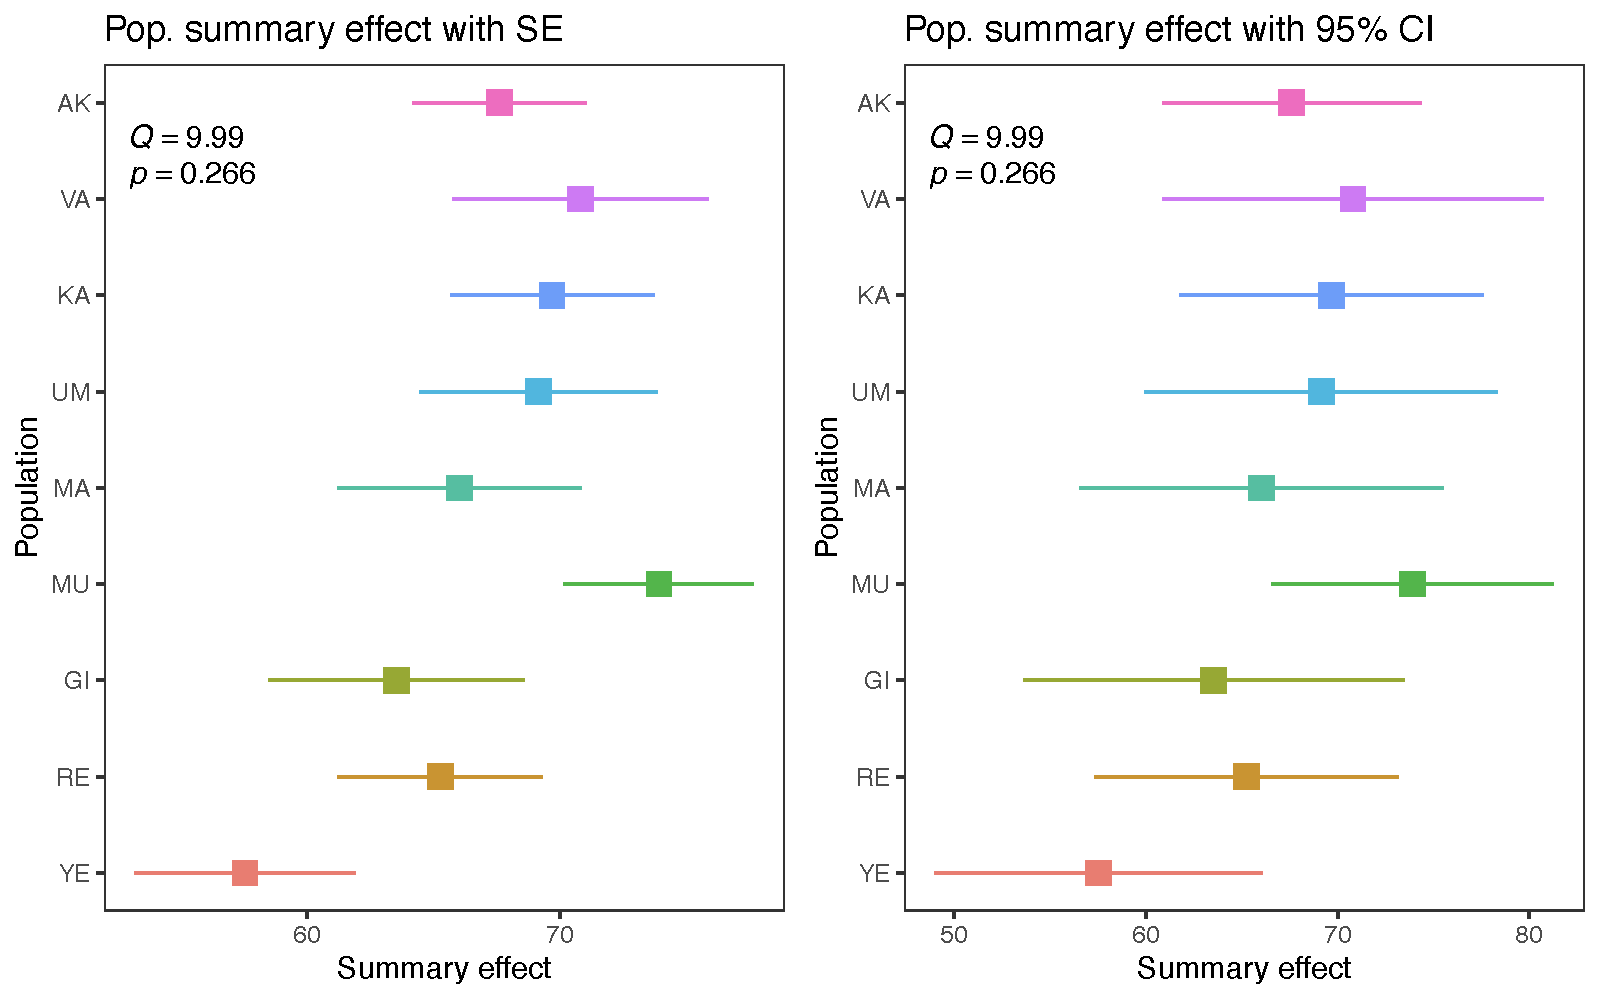 Pop. summary effect with SE
AK
VA
KA
UM
MA
MU
GI
RE
YE
Population
Q = 9.99
p = 0.266
60 70
Summary effect
Pop. summary effect with 95% CI
AK
VA
KA
UM
MA
MU
GI
RE
YE
Population
Q = 9.99
p = 0.266
50 60 70 80
Summary effect